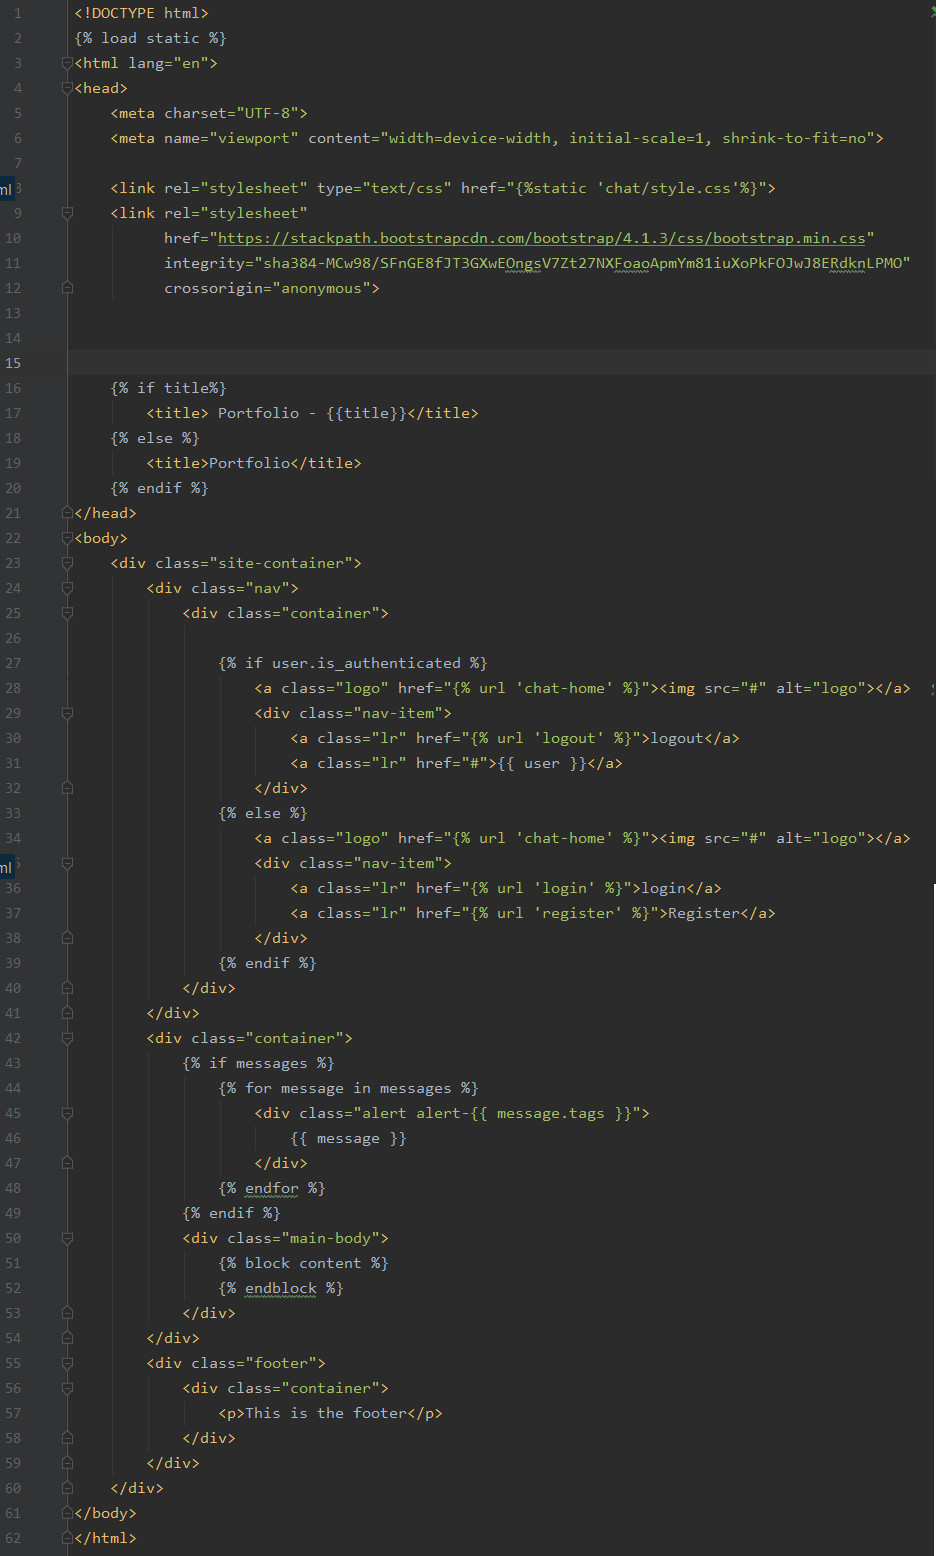 1 <!DOCTYPE html>
2 {% load static %}
3 <html lang="en">
4 <head>
5 <meta charset="UTF-8">
6 <meta name="viewport" content="width=device-width, initial-scale=1, shrink-to-fit=no">
7
ml 8 <link rel="stylesheet" type="text/css" href="{%static 'chat/style.css'%}">
9 <link rel="stylesheet"
10 href="https://stackpath.bootstrapcdn.com/bootstrap/4.1.3/css/bootstrap.min.css"
11 integrity="sha384-MCw98/SFnGE8fJT3GXwEOngsV7Zt27NXFoaoApmYm81iuXoPkFOJwJ8ERdknLPMO"
12 crossorigin="anonymous">
13
14
15
16 {% if title%}
17 <title> Portfolio - {{title}}</title>
18 {% else %}
19 <title>Portfolio</title>
20 {% endif %}
21 </head>
22 <body>
23 <div class="site-container">
24 <div class="nav">
25 <div class="container">
26
27 {% if user.is_authenticated %}
28 <a class="logo" href="{% url 'chat-home' %}"><img src="#" alt="logo"></a>
29 <div class="nav-item">
30 <a class="lr" href="{% url 'logout' %}">logout</a>
31 <a class="lr" href="#">{{ user }}</a>
32 </div>
33 {% else %}
34 <a class="logo" href="{% url 'chat-home' %}"><img src="#" alt="logo"></a>
ml <div class="nav-item">
36 <a class="lr" href="{% url 'login' %}">login</a>
37 <a class="lr" href="{% url 'register' %}">Register</a>
38 </div>
39 {% endif %}
40 </div>
41 </div>
42 <div class="container">
43 {% if messages %}
44 {% for message in messages %}
45 <div class="alert alert-{{ message.tags }}">
46 {{ message }}
47 </div>
48 {% endfor %}
49 {% endif %}
50 <div class="main-body">
51 {% block content %}
52 {% endblock %}
53 </div>
54 </div>
55 <div class="footer">
56 <div class="container">
57 <p>This is the footer</p>
58 </div>
59 </div>
60 </div>
61 </body>
62 </html>